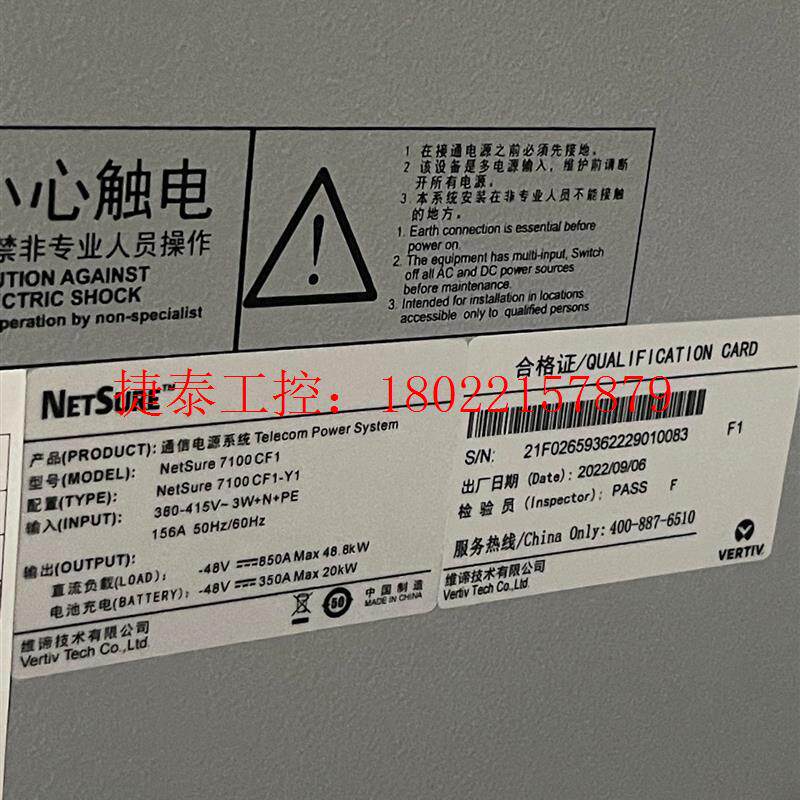 小心触电
禁非专业人员操作
UTION AGAINST
ECTRIC SHOCK
peration by non-specialist
1 在接通电源之前必须先接地。
2 该设备是多电源输入，维护前请断
开所有电源。
3 本系统安装在非专业人员不能接触
的地方。
1. Earth connection is essential before
power on.
2. The equipment has multi-input, Switch
off all AC and DC power sources
before maintenance.
3. Intended for installation in locations
accessible only to qualified persons
NETSURE™
捷泰工控：18022157879
产品(PRODUCT): 通信电源系统 Telecom Power System
型号(MODEL): NetSure 7100 CF1
配置(TYPE): NetSure 7100 CF1-Y1
输入(INPUT): 380-415V~ 3W+N+PE
156A 50Hz/60Hz
输出(OUTPUT):
直流负载(LOAD): -48V ⎓ 850A Max 48.8kW
电池充电(BATTERY): -48V ⎓ 350A Max 20kW
50
中国制造
MADE IN CHINA
维谛技术有限公司
Vertiv Tech Co.,Ltd.
合格证/QUALIFICATION CARD
S/N: 21F02659362229010083 F1
出厂日期 (Date): 2022/09/06
检验员 (Inspector): PASS F
服务热线/China Only: 400-887-6510
维谛技术有限公司
Vertiv Tech Co.,Ltd.
VERTIV